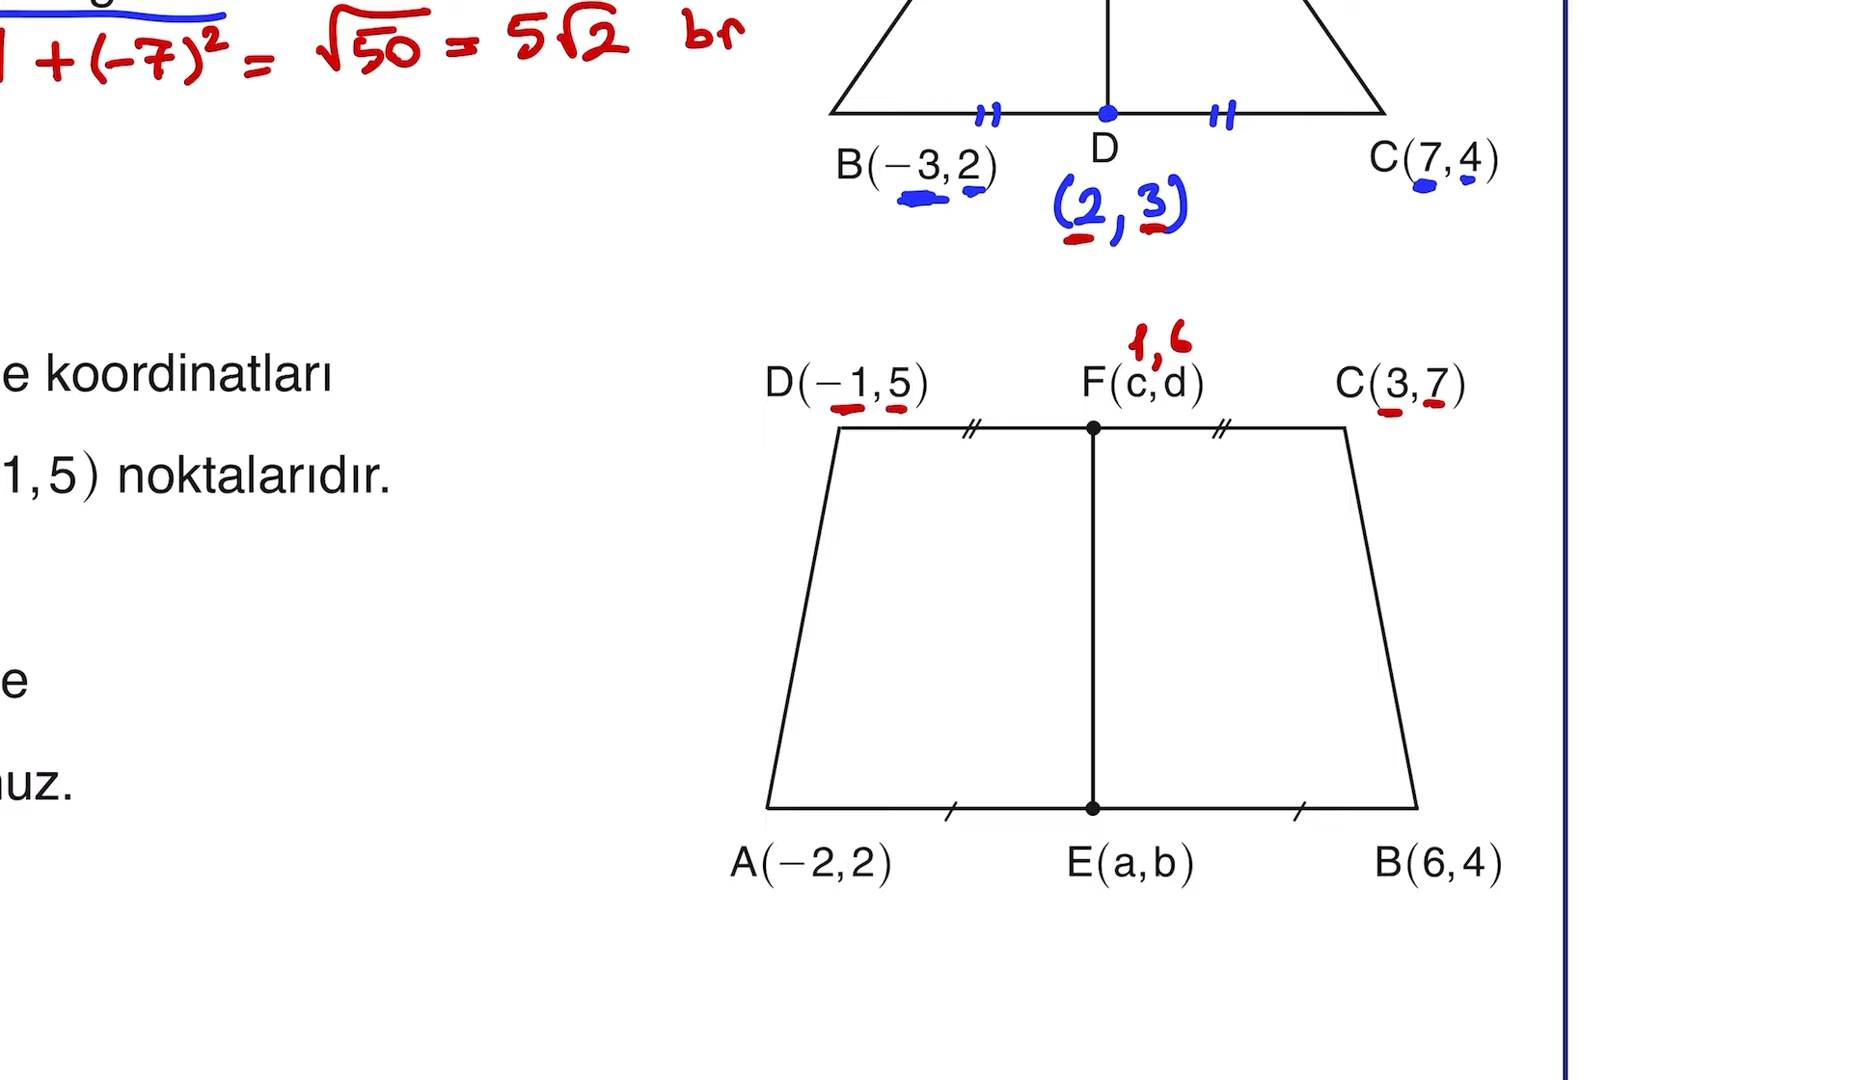 1 + (-7)² = √50 = 5√2 br
B(−3,2)
D
C(7,4)
(2,3)
e koordinatları
1,5) noktalarıdır.
e
uz.
1,6
D(−1,5)
F(c,d)
C(3,7)
A(−2,2)
E(a,b)
B(6,4)